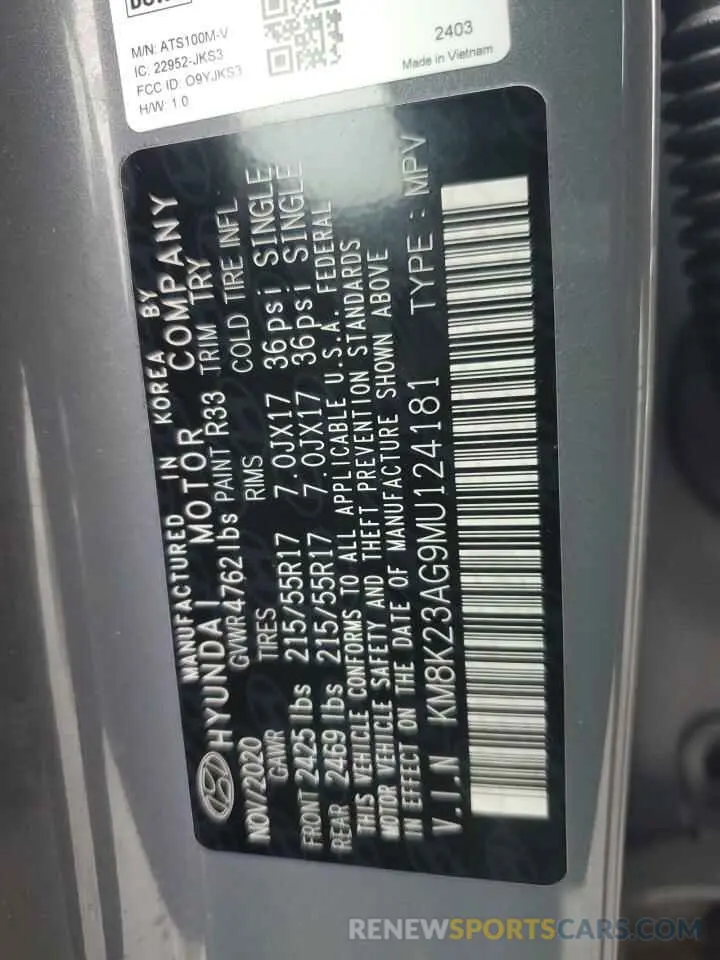 M/N: ATS100M-V
IC: 22952-JKS3
FCC ID: O9YJKS3
H/W: 1.0
2403
Made in Vietnam
MANUFACTURED IN KOREA BY
HYUNDAI MOTOR COMPANY
NOV/2020 GVWR 4762 lbs PAINT R33 TRIM TRY
GAWR TIRES RIMS COLD TIRE INFL
FRONT 2425 lbs 215/55R17 7.0JX17 36psi SINGLE
REAR 2469 lbs 215/55R17 7.0JX17 36psi SINGLE
THIS VEHICLE CONFORMS TO ALL APPLICABLE U.S.A. FEDERAL
MOTOR VEHICLE SAFETY AND THEFT PREVENTION STANDARDS
IN EFFECT ON THE DATE OF MANUFACTURE SHOWN ABOVE
V.I.N KM8K23AG9MU124181 TYPE : MPV
RENEWSPORTSCARS.COM